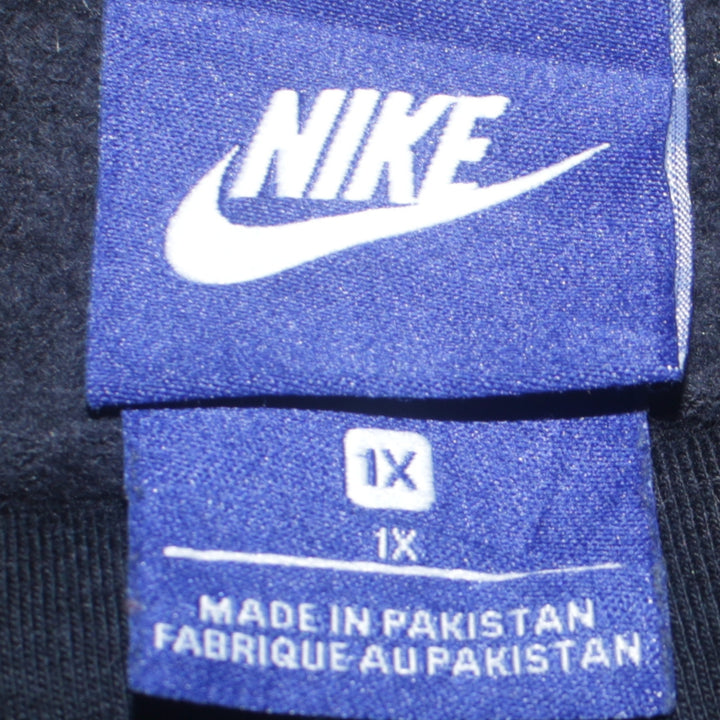 NIKE
1X
1X
MADE IN PAKISTAN
FABRIQUE AU PAKISTAN